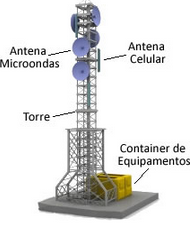 Antena
Microondas
Antena
Celular
Torre
Container de
Equipamentos